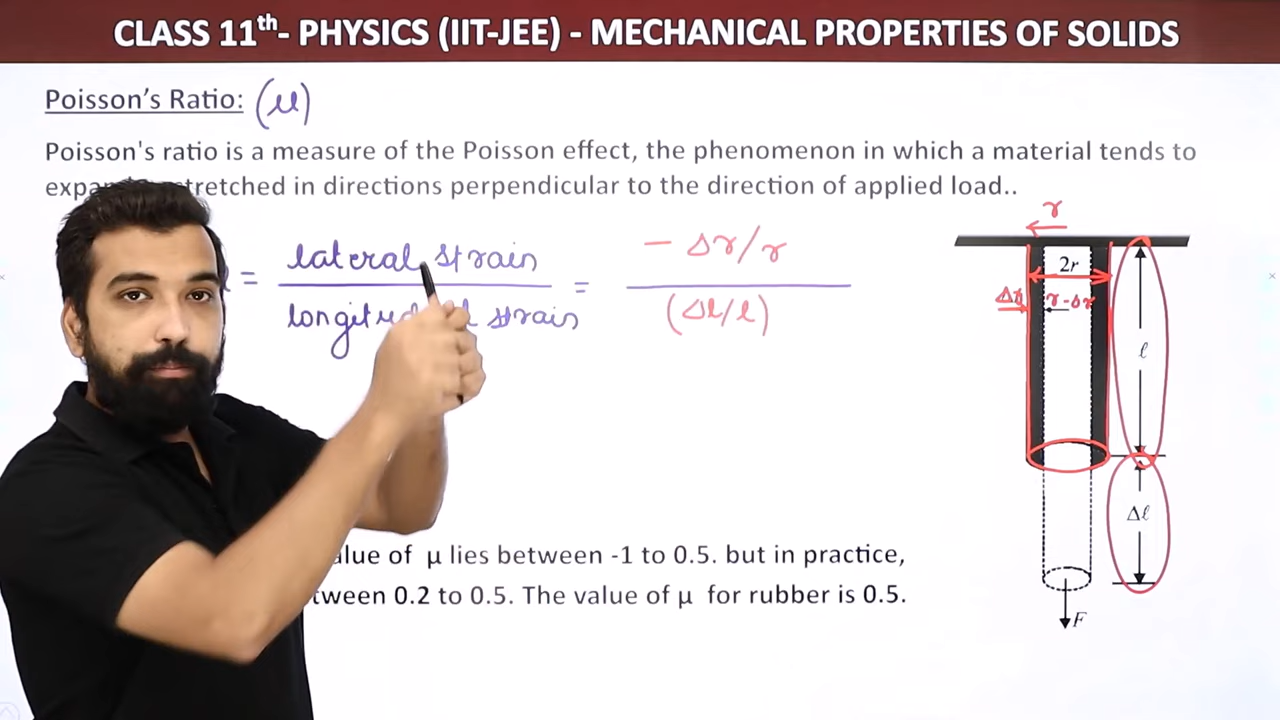 CLASS 11th- PHYSICS (IIT-JEE) - MECHANICAL PROPERTIES OF SOLIDS
Poisson's Ratio: (μ)
Poisson's ratio is a measure of the Poisson effect, the phenomenon in which a material tends to
stretched in directions perpendicular to the direction of applied load..
= lateral strain / longitudinal strain = - Δr/r / (Δl/l)
of μ lies between -1 to 0.5. but in practice,
0.2 to 0.5. The value of μ for rubber is 0.5.
r
2r
Δr r-Δr
ℓ
Δℓ
F